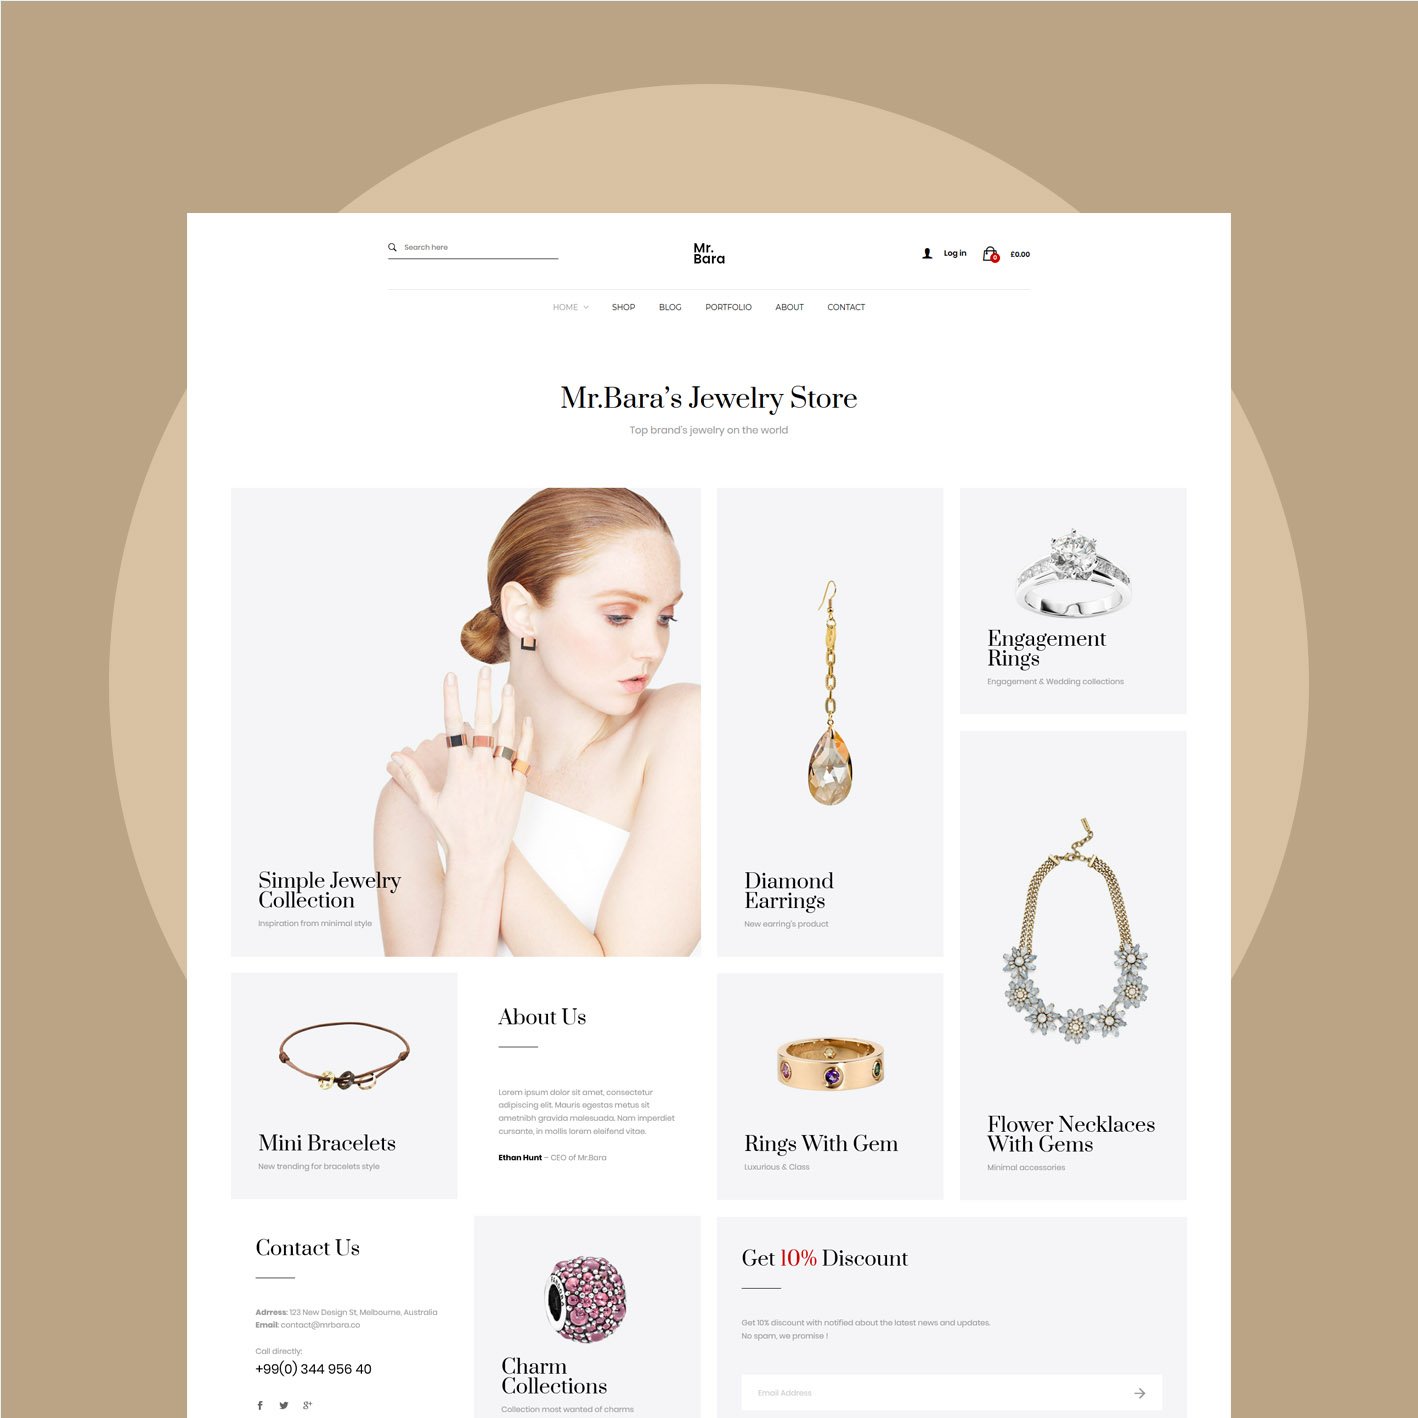 Search here
Mr.
Bara
Log in
0
£0.00
HOME
SHOP
BLOG
PORTFOLIO
ABOUT
CONTACT
Mr.Bara's Jewelry Store
Top brand's jewelry on the world
Simple Jewelry
Collection
Inspiration from minimal style
Diamond
Earrings
New earring's product
Engagement
Rings
Engagement & Wedding collections
Mini Bracelets
New trending for bracelets style
About Us
Lorem ipsum dolor sit amet, consectetur
adipiscing elit. Mauris egestas metus sit
ametnibh gravida malesuada. Nam imperdiet
cursante, in mollis lorem eleifend vitae.
Ethan Hunt – CEO of Mr.Bara
Rings With Gem
Luxurious & Class
Flower Necklaces
With Gems
Minimal accessories
Contact Us
Adrress: 123 New Design St, Melbourne, Australia
Email: contact@mrbara.co
Call directly:
+99(0) 344 956 40
Charm
Collections
Collection most wanted of charms
Get 10% Discount
Get 10% discount with notified about the latest news and updates.
No spam, we promise !
Email Address